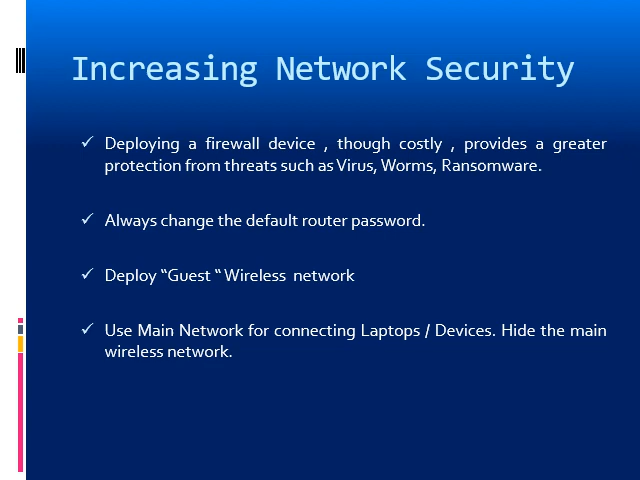 Increasing Network Security
Deploying a firewall device , though costly , provides a greater
protection from threats such as Virus, Worms, Ransomware.
Always change the default router password.
Deploy “Guest “ Wireless network
Use Main Network for connecting Laptops / Devices. Hide the main
wireless network.